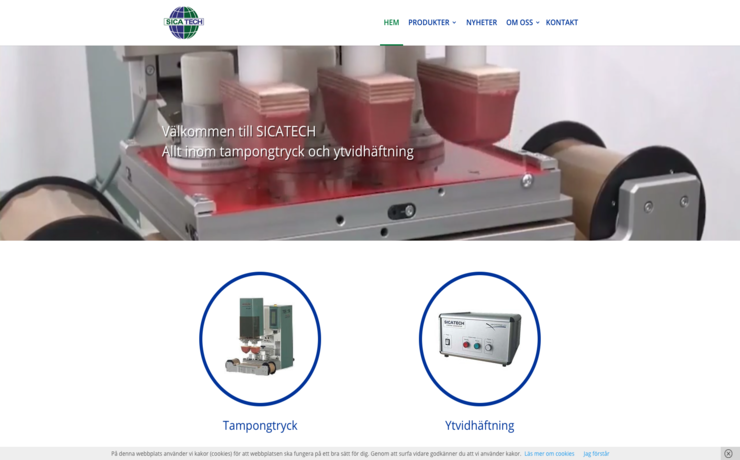 SICA TECH
HEM PRODUKTER NYHETER OM OSS KONTAKT
Välkommen till SICATECH
Allt inom tampongtryck och ytvidhäftning
SICATECH
Tampongtryck
Ytvidhäftning
På denna webbplats använder vi kakor (cookies) för att webbplatsen ska fungera på ett bra sätt för dig. Genom att surfa vidare godkänner du att vi använder kakor. Läs mer om cookies Jag förstår